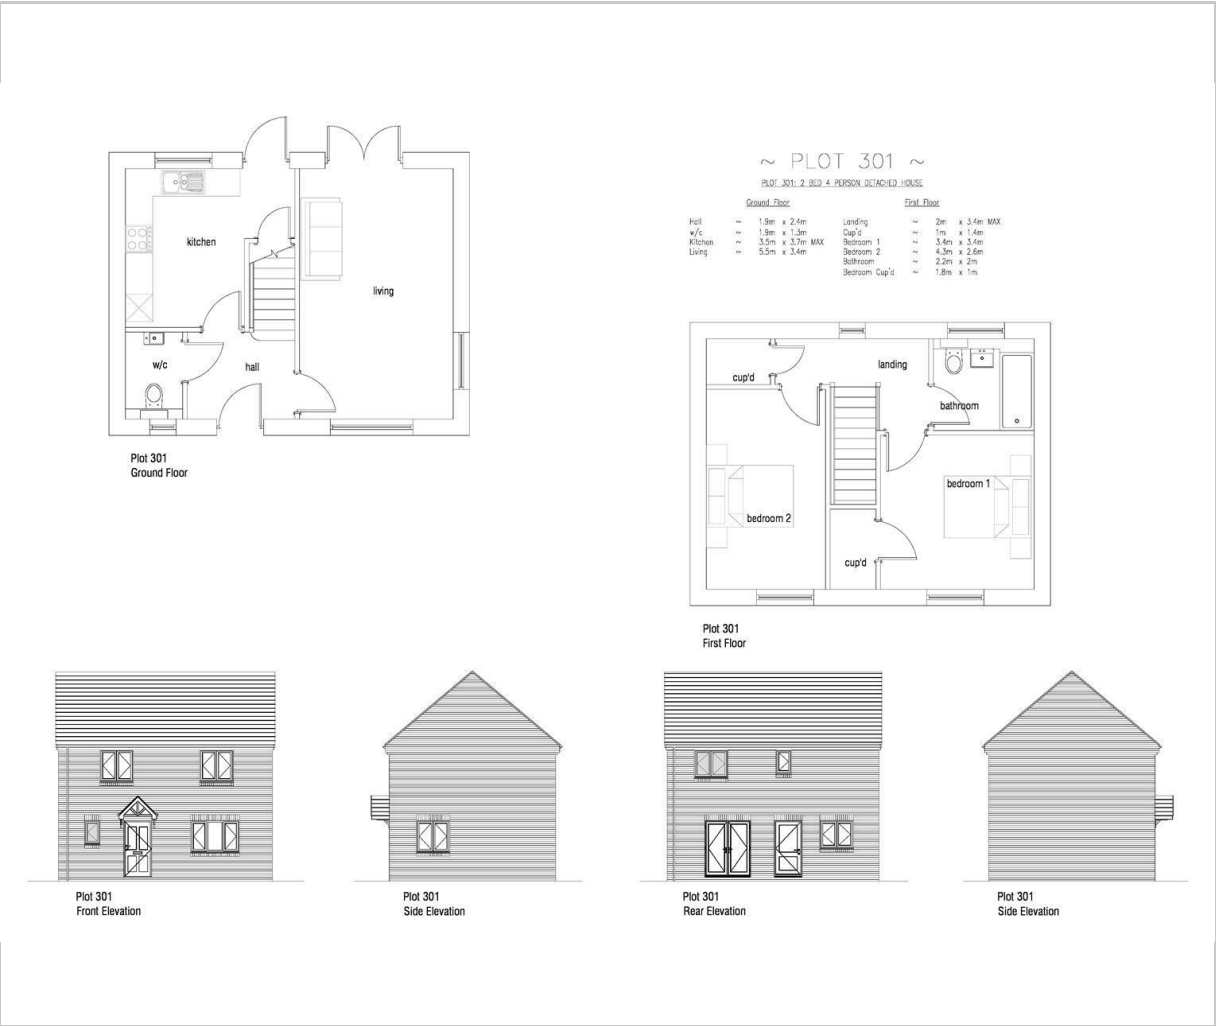 kitchen
living
w/c
hall
Plot 301
Ground Floor
~ PLOT 301 ~
PLOT 301: 2 BED 4 PERSON DETACHED HOUSE
Ground Floor
Hall ~ 1.9m x 2.4m
w/c ~ 1.9m x 1.3m
Kitchen ~ 3.5m x 3.7m MAX
Living ~ 5.5m x 3.4m
First Floor
Landing ~ 2m x 3.4m MAX
Cup'd ~ 1m x 1.4m
Bedroom 1 ~ 3.4m x 3.4m
Bedroom 2 ~ 4.3m x 2.6m
Bathroom ~ 2.2m x 2m
Bedroom Cup'd ~ 1.8m x 1m
landing
cup'd
bathroom
bedroom 1
bedroom 2
cup'd
Plot 301
First Floor
Plot 301
Front Elevation
Plot 301
Side Elevation
Plot 301
Rear Elevation
Plot 301
Side Elevation